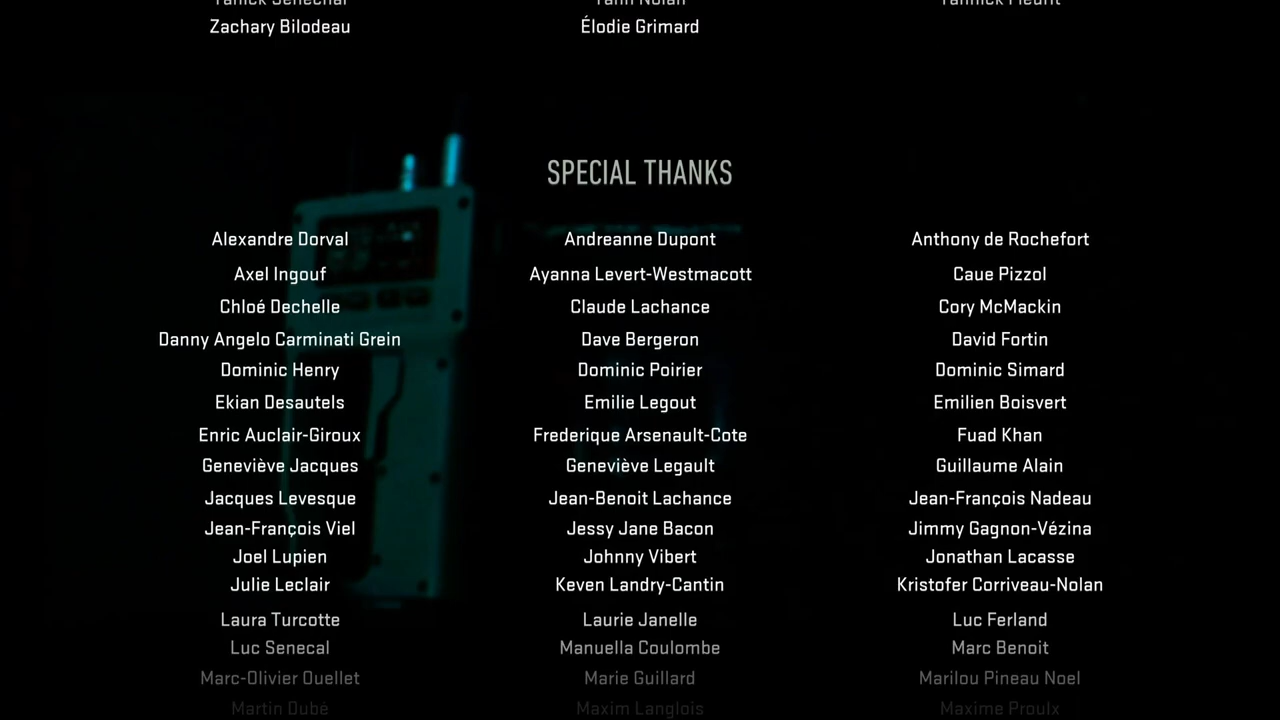 Zachary Bilodeau Élodie Grimard
SPECIAL THANKS
Alexandre Dorval Andreanne Dupont Anthony de Rochefort
Axel Ingouf Ayanna Levert-Westmacott Caue Pizzol
Chloé Dechelle Claude Lachance Cory McMackin
Danny Angelo Carminati Grein Dave Bergeron David Fortin
Dominic Henry Dominic Poirier Dominic Simard
Ekian Desautels Emilie Legout Emilien Boisvert
Enric Auclair-Giroux Frederique Arsenault-Cote Fuad Khan
Geneviève Jacques Geneviève Legault Guillaume Alain
Jacques Levesque Jean-Benoit Lachance Jean-François Nadeau
Jean-François Viel Jessy Jane Bacon Jimmy Gagnon-Vézina
Joel Lupien Johnny Vibert Jonathan Lacasse
Julie Leclair Keven Landry-Cantin Kristofer Corriveau-Nolan
Laura Turcotte Laurie Janelle Luc Ferland
Luc Senecal Manuella Coulombe Marc Benoit
Marc-Olivier Ouellet Marie Guillard Marilou Pineau Noel
Martin Dubé Maxim Langlois Maxime Proulx